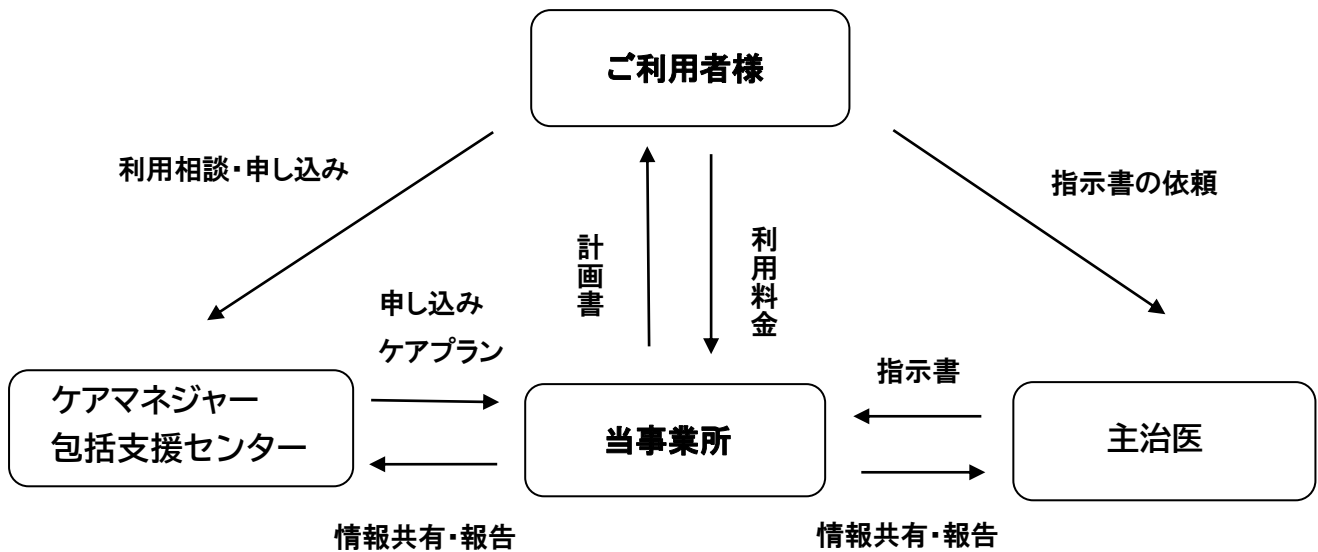 ご利用者様
利用相談・申し込み
指示書の依頼
計画書
利用料金
申し込み
ケアプラン
指示書
ケアマネジャー
包括支援センター
当事業所
主治医
情報共有・報告
情報共有・報告